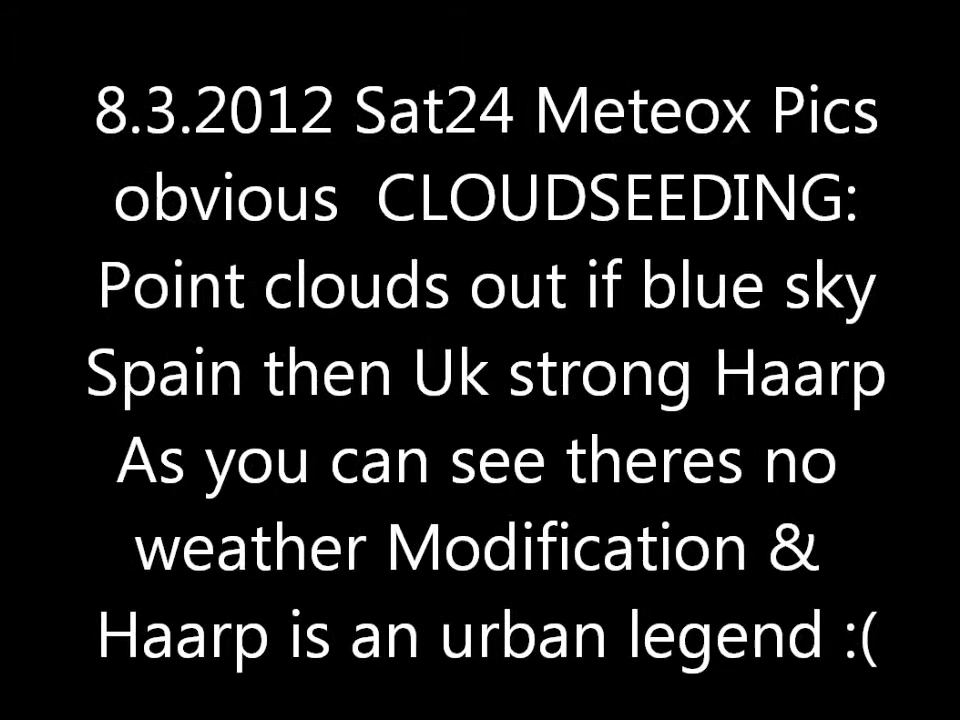 8.3.2012 Sat24 Meteox Pics
obvious  CLOUDSEEDING:
Point clouds out if blue sky
Spain then Uk strong Haarp
As you can see theres no
weather Modification &
Haarp is an urban legend :(